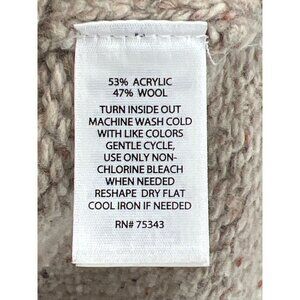 53% ACRYLIC
47% WOOL
TURN INSIDE OUT
MACHINE WASH COLD
WITH LIKE COLORS
GENTLE CYCLE,
USE ONLY NON-
CHLORINE BLEACH
WHEN NEEDED
RESHAPE DRY FLAT
COOL IRON IF NEEDED
RN# 75343